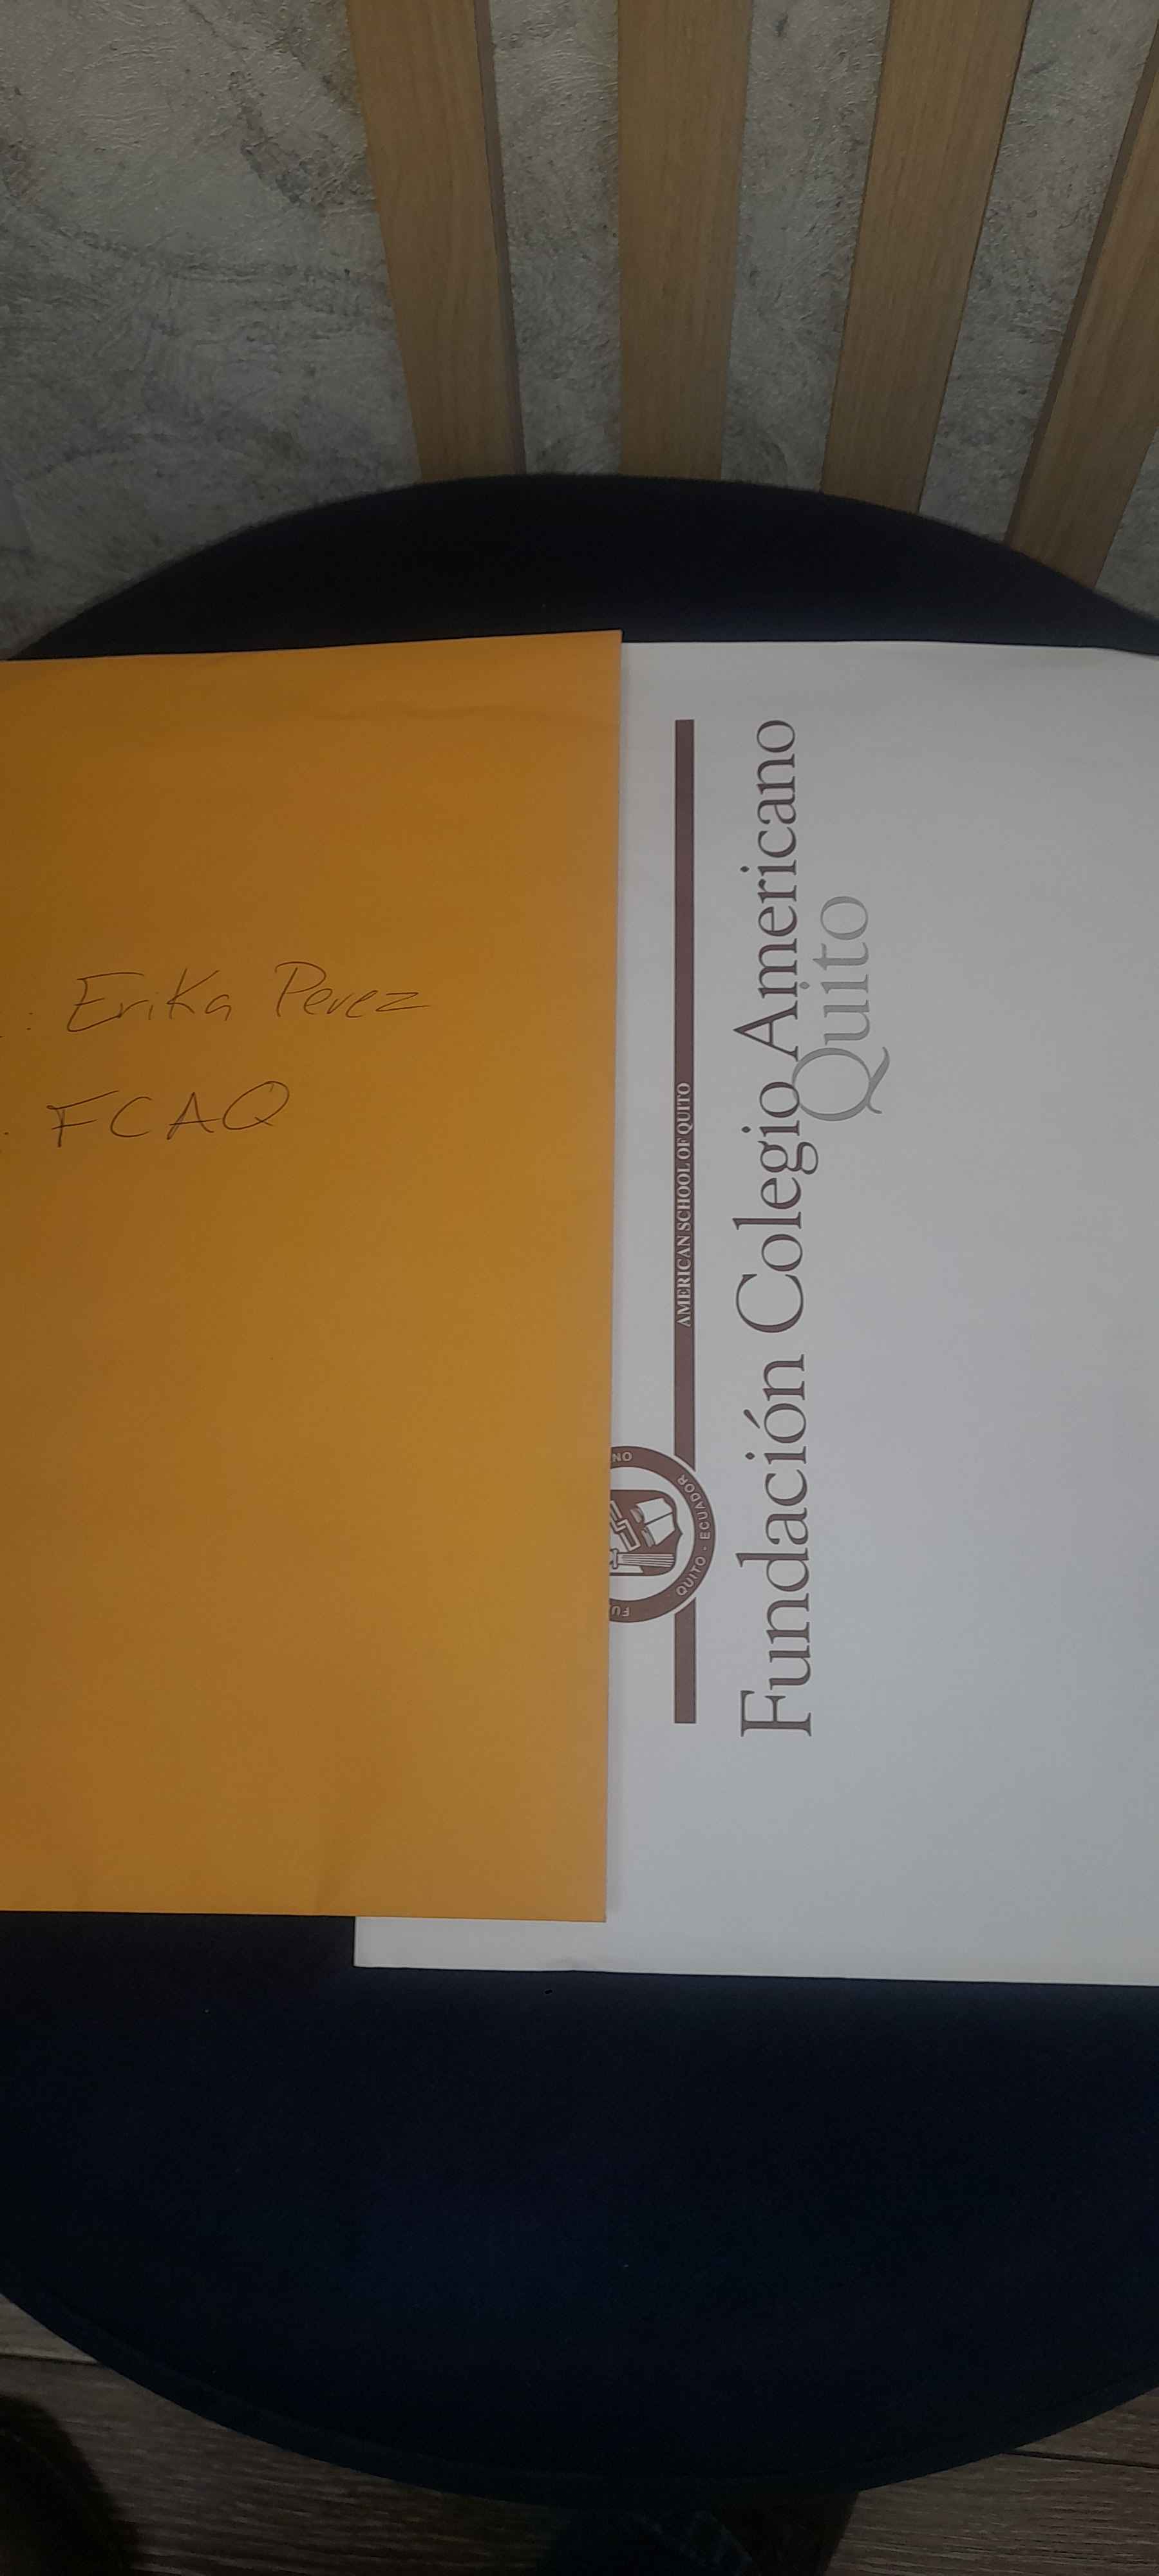 : Erika Perez
. FCAQ
AMERICAN SCHOOL OF QUITO
QUITO - ECUADOR
Fundación Colegio Americano
Quito